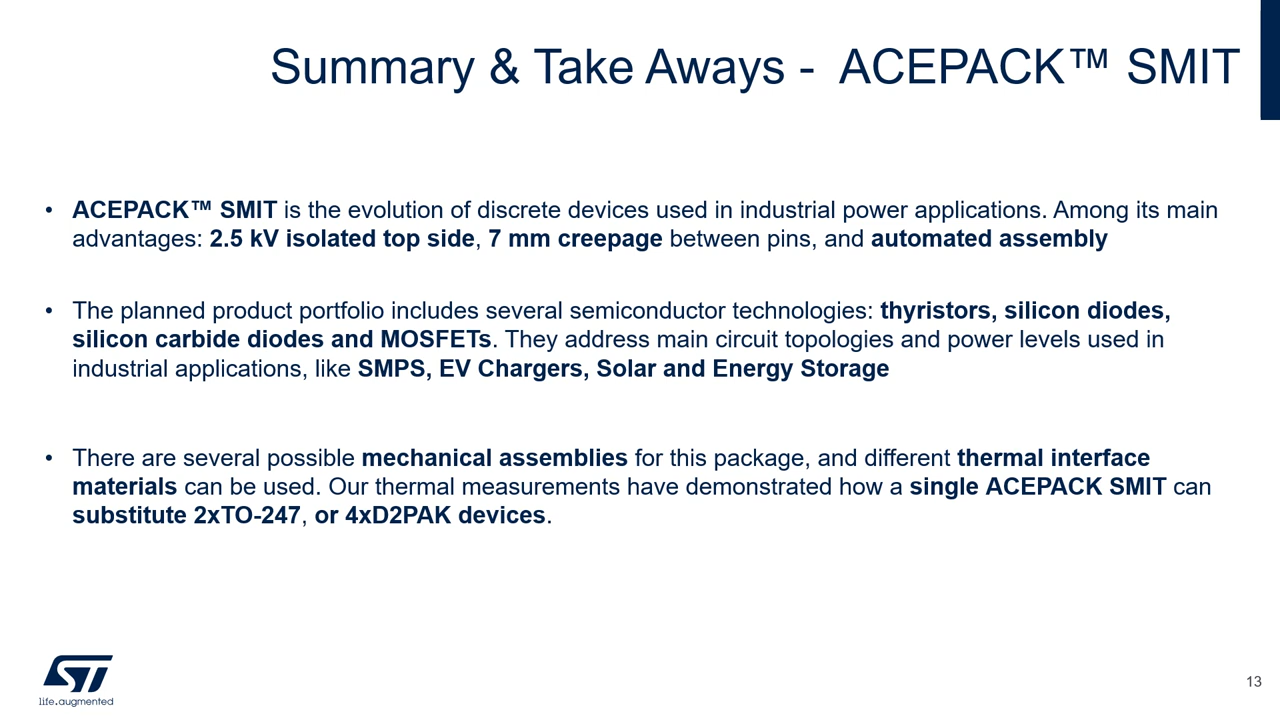 Summary & Take Aways - ACEPACK™ SMIT
• ACEPACK™ SMIT is the evolution of discrete devices used in industrial power applications. Among its main
advantages: 2.5 kV isolated top side, 7 mm creepage between pins, and automated assembly
• The planned product portfolio includes several semiconductor technologies: thyristors, silicon diodes,
silicon carbide diodes and MOSFETs. They address main circuit topologies and power levels used in
industrial applications, like SMPS, EV Chargers, Solar and Energy Storage
• There are several possible mechanical assemblies for this package, and different thermal interface
materials can be used. Our thermal measurements have demonstrated how a single ACEPACK SMIT can
substitute 2xTO-247, or 4xD2PAK devices.
ST
life.augmented
13